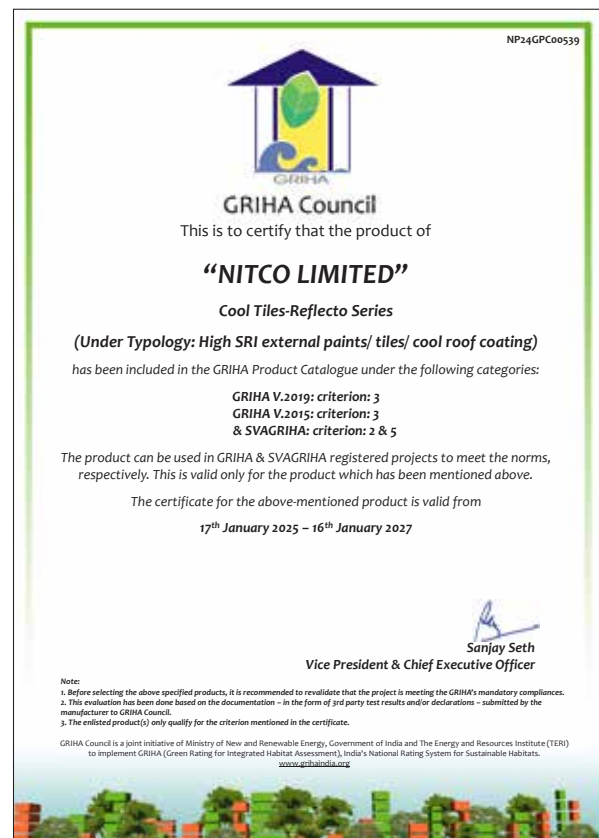 NP24GPC00539
GRIHA
GRIHA Council
This is to certify that the product of
“NITCO LIMITED”
Cool Tiles-Reflecto Series
(Under Typology: High SRI external paints/ tiles/ cool roof coating)
has been included in the GRIHA Product Catalogue under the following categories:
GRIHA V.2019: criterion: 3
GRIHA V.2015: criterion: 3
& SVAGRIHA: criterion: 2 & 5
The product can be used in GRIHA & SVAGRIHA registered projects to meet the norms,
respectively. This is valid only for the product which has been mentioned above.
The certificate for the above-mentioned product is valid from
17th January 2025 – 16th January 2027
Sanjay Seth
Vice President & Chief Executive Officer
Note:
1. Before selecting the above specified products, it is recommended to revalidate that the project is meeting the GRIHA's mandatory compliances.
2. This evaluation has been done based on the documentation – in the form of 3rd party test results and/or declarations – submitted by the
manufacturer to GRIHA Council.
3. The enlisted product(s) only qualify for the criterion mentioned in the certificate.
GRIHA Council is a joint initiative of Ministry of New and Renewable Energy, Government of India and The Energy and Resources Institute (TERI)
to implement GRIHA (Green Rating for Integrated Habitat Assessment), India's National Rating System for Sustainable Habitats.
www.grihaindia.org